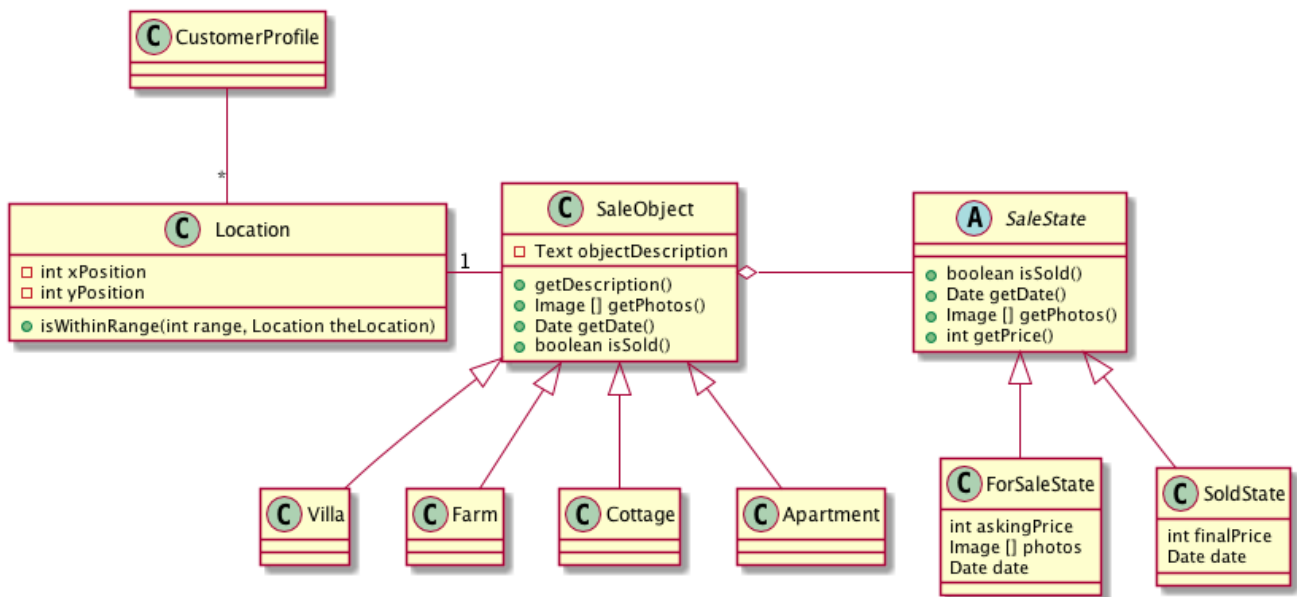 C CustomerProfile
*
C Location
int xPosition
int yPosition
isWithinRange(int range, Location theLocation)
1
C SaleObject
Text objectDescription
getDescription()
Image [] getPhotos()
Date getDate()
boolean isSold()
A SaleState
boolean isSold()
Date getDate()
Image [] getPhotos()
int getPrice()
C Villa
C Farm
C Cottage
C Apartment
C ForSaleState
int askingPrice
Image [] photos
Date date
C SoldState
int finalPrice
Date date